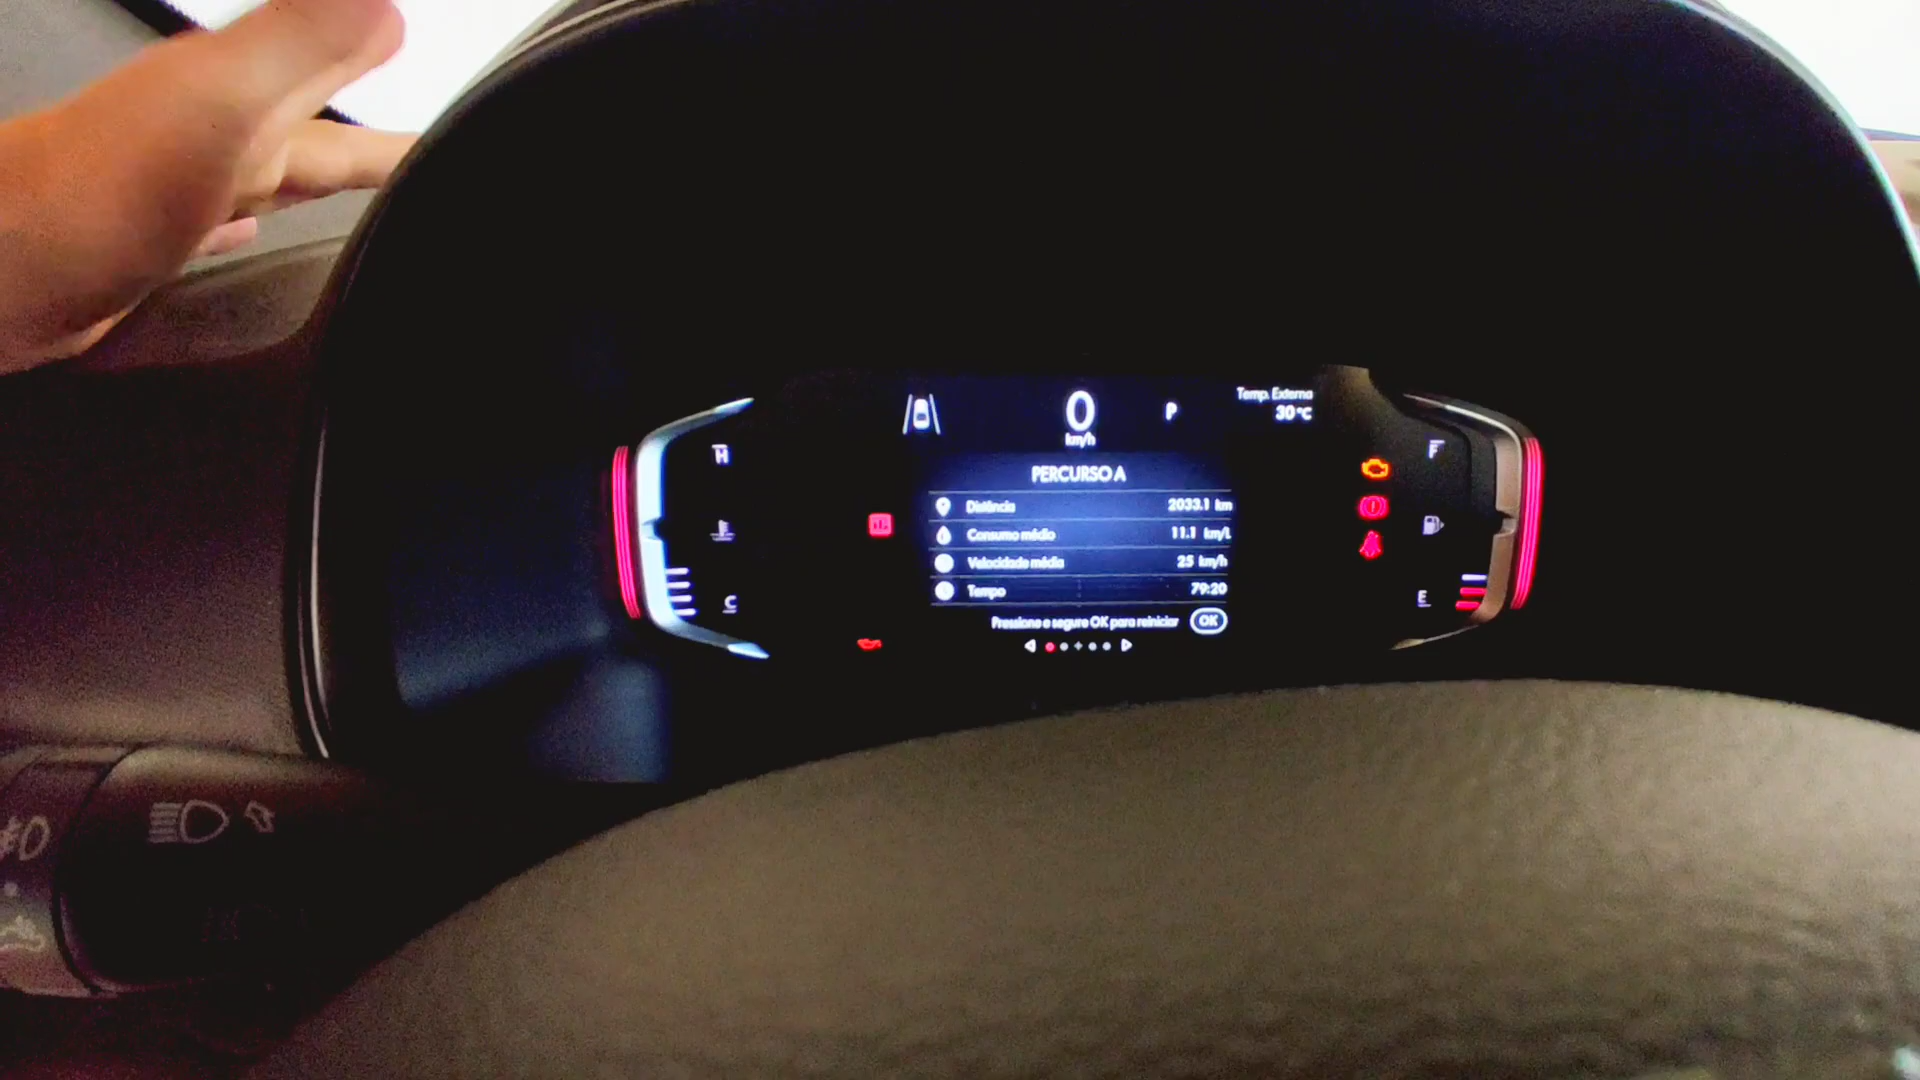 Temp. Externa
0 P 30 °C
km/h
H F
PERCURSO A
Distância 2033.1 km
Consumo médio 11.1 km/L
Velocidade média 25 km/h
Tempo 79:20
C E
Pressione e segure OK para reiniciar OK